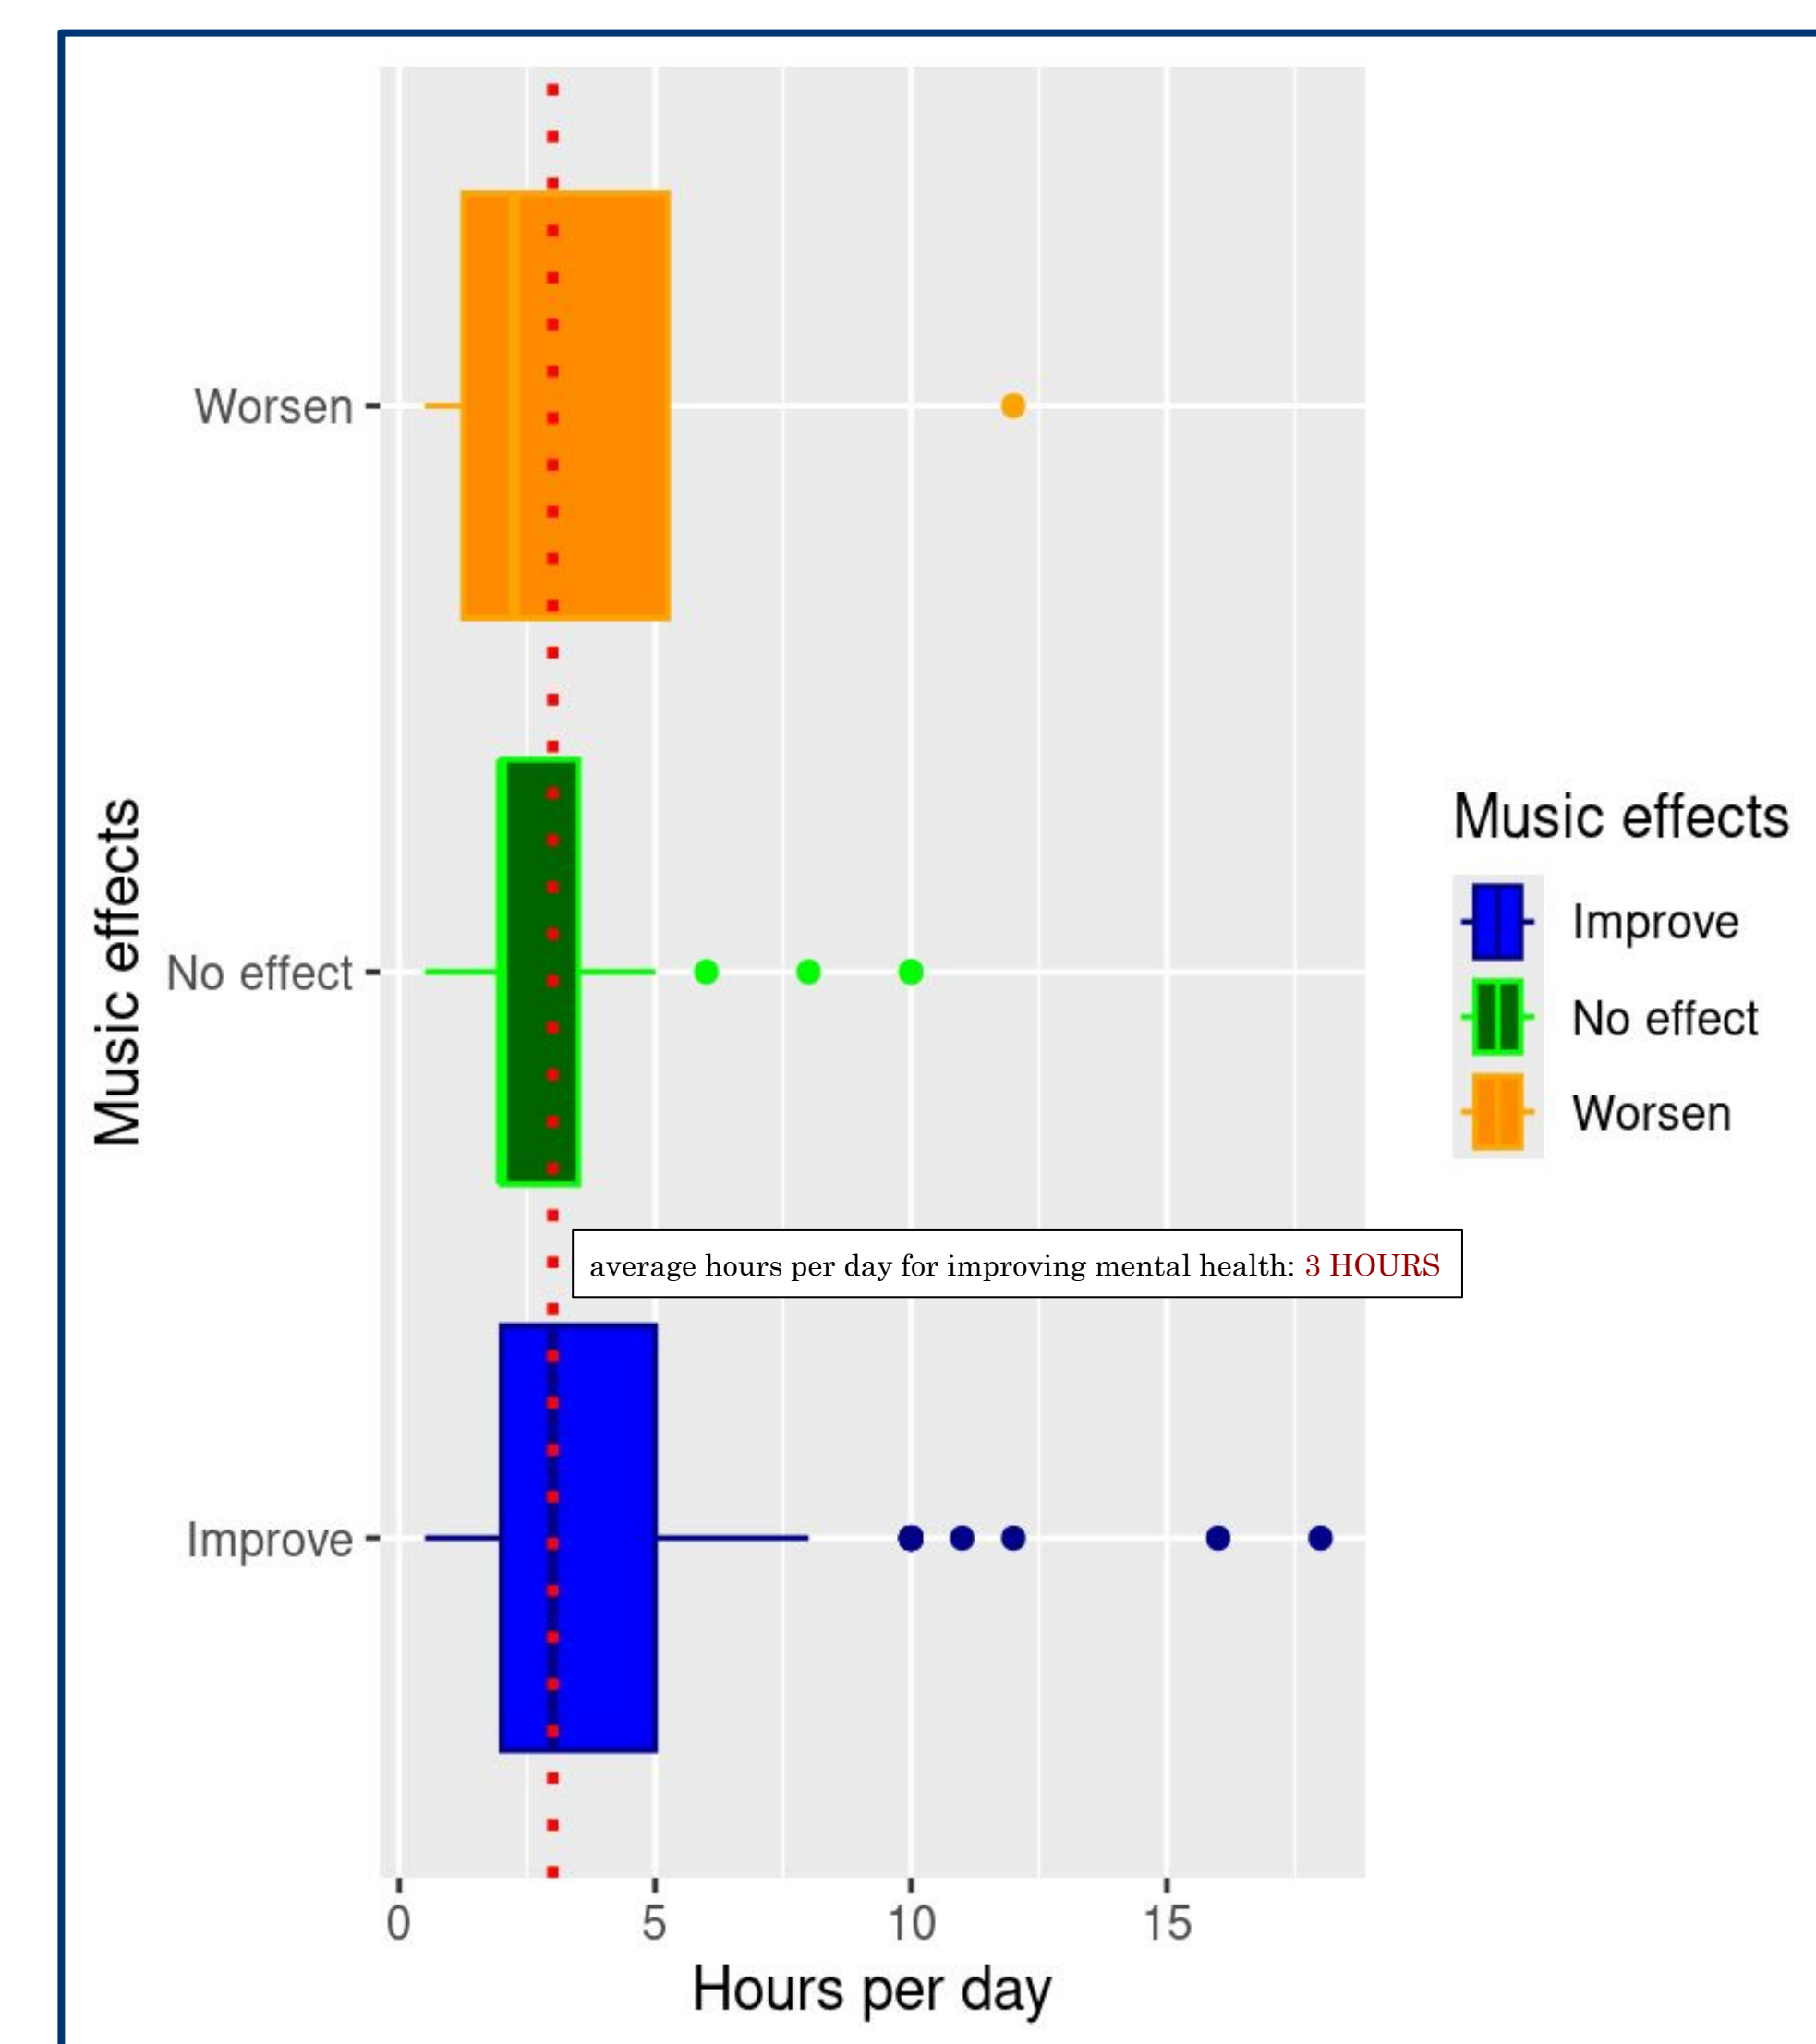 Worsen
No effect
Improve
Music effects
average hours per day for improving mental health: 3 HOURS
0 5 10 15
Hours per day
Music effects
Improve
No effect
Worsen